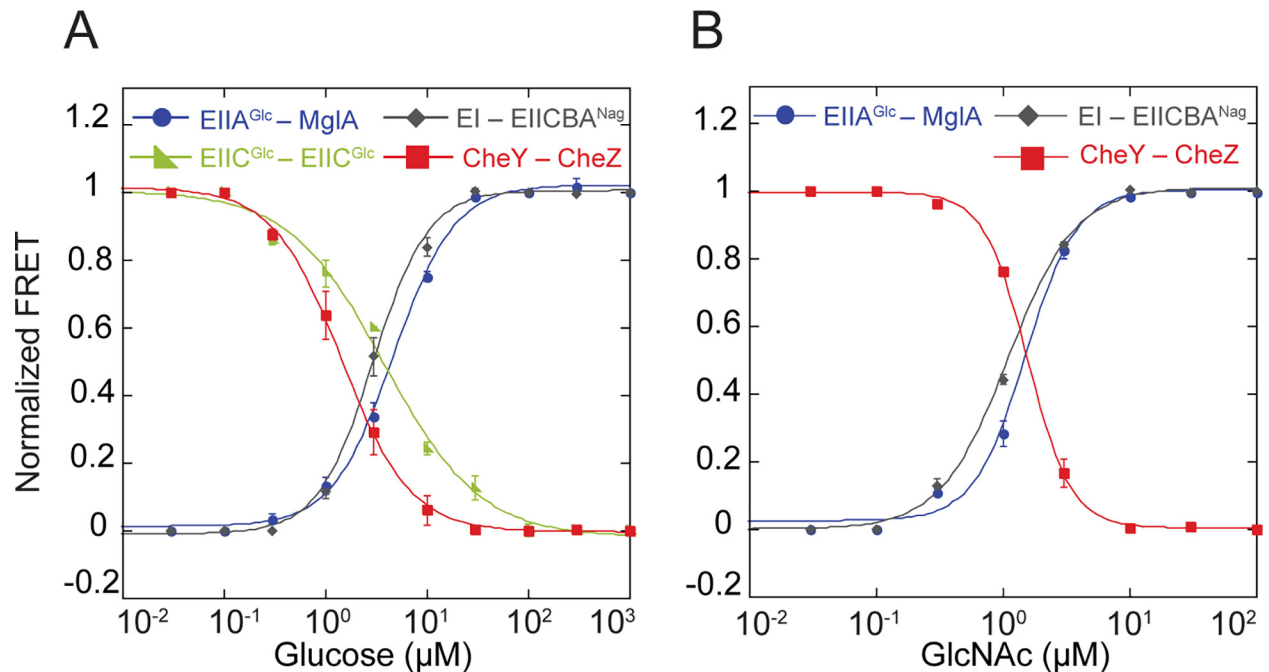 A
B
EIIAGlc – MglA
EI – EIICBANag
EIICGlc – EIICGlc
CheY – CheZ
EIIAGlc – MglA
EI – EIICBANag
CheY – CheZ
Normalized FRET
1.2
1
0.8
0.6
0.4
0.2
0
-0.2
10-2
10-1
100
101
102
103
Glucose (µM)
1.2
1
0.8
0.6
0.4
0.2
0
-0.2
10-2
10-1
100
101
102
GlcNAc (µM)